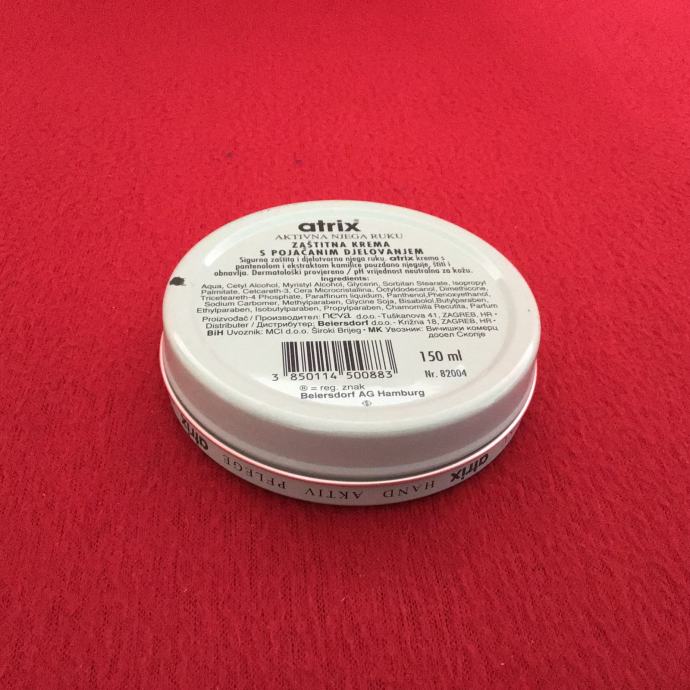 atrix®
AKTIVNA NJEGA RUKU
ZAŠTITNA KREMA
S POJAČANIM DJELOVANJEM
Sigurna zaštita i djelotvorna njega ruku, atrix krema s
pantenolom i ekstraktom kamilice pouzdano njeguje, štiti i
obnavlja. Dermatološki provjereno / pH vrijednost neutralna za kožu.
Ingredients:
Aqua, Cetyl Alcohol, Myristyl Alcohol, Glycerin, Sorbitan Stearate, Isopropyl
Palmitate, Ceteareth-3, Cera Microcristallina, Octyldodecanol, Dimethicone,
Triceteareth-4 Phosphate, Paraffinum liquidum, Panthenol, Phenoxyethanol,
Sodium Carbomer, Methylparaben, Glycine Soja, Bisabolol, Butylparaben,
Ethylparaben, Isobutylparaben, Propylparaben, Chamomilla Recutita, Parfum
Proizvođač / Производител: neva d.o.o. -Tuškanova 41, ZAGREB, HR •
Distributer / Дистрибутер: Beiersdorf d.o.o. - Križna 18, ZAGREB, HR •
BiH Uvoznik: MCI d.o.o. Široki Brijeg • MK Увозник: Вичишки комерц
дооел Скопје
3 850114 500883
150 ml
Nr. 82004
® = reg. znak
Beiersdorf AG Hamburg
atrix HAND AKTIV PFLEGE atrix